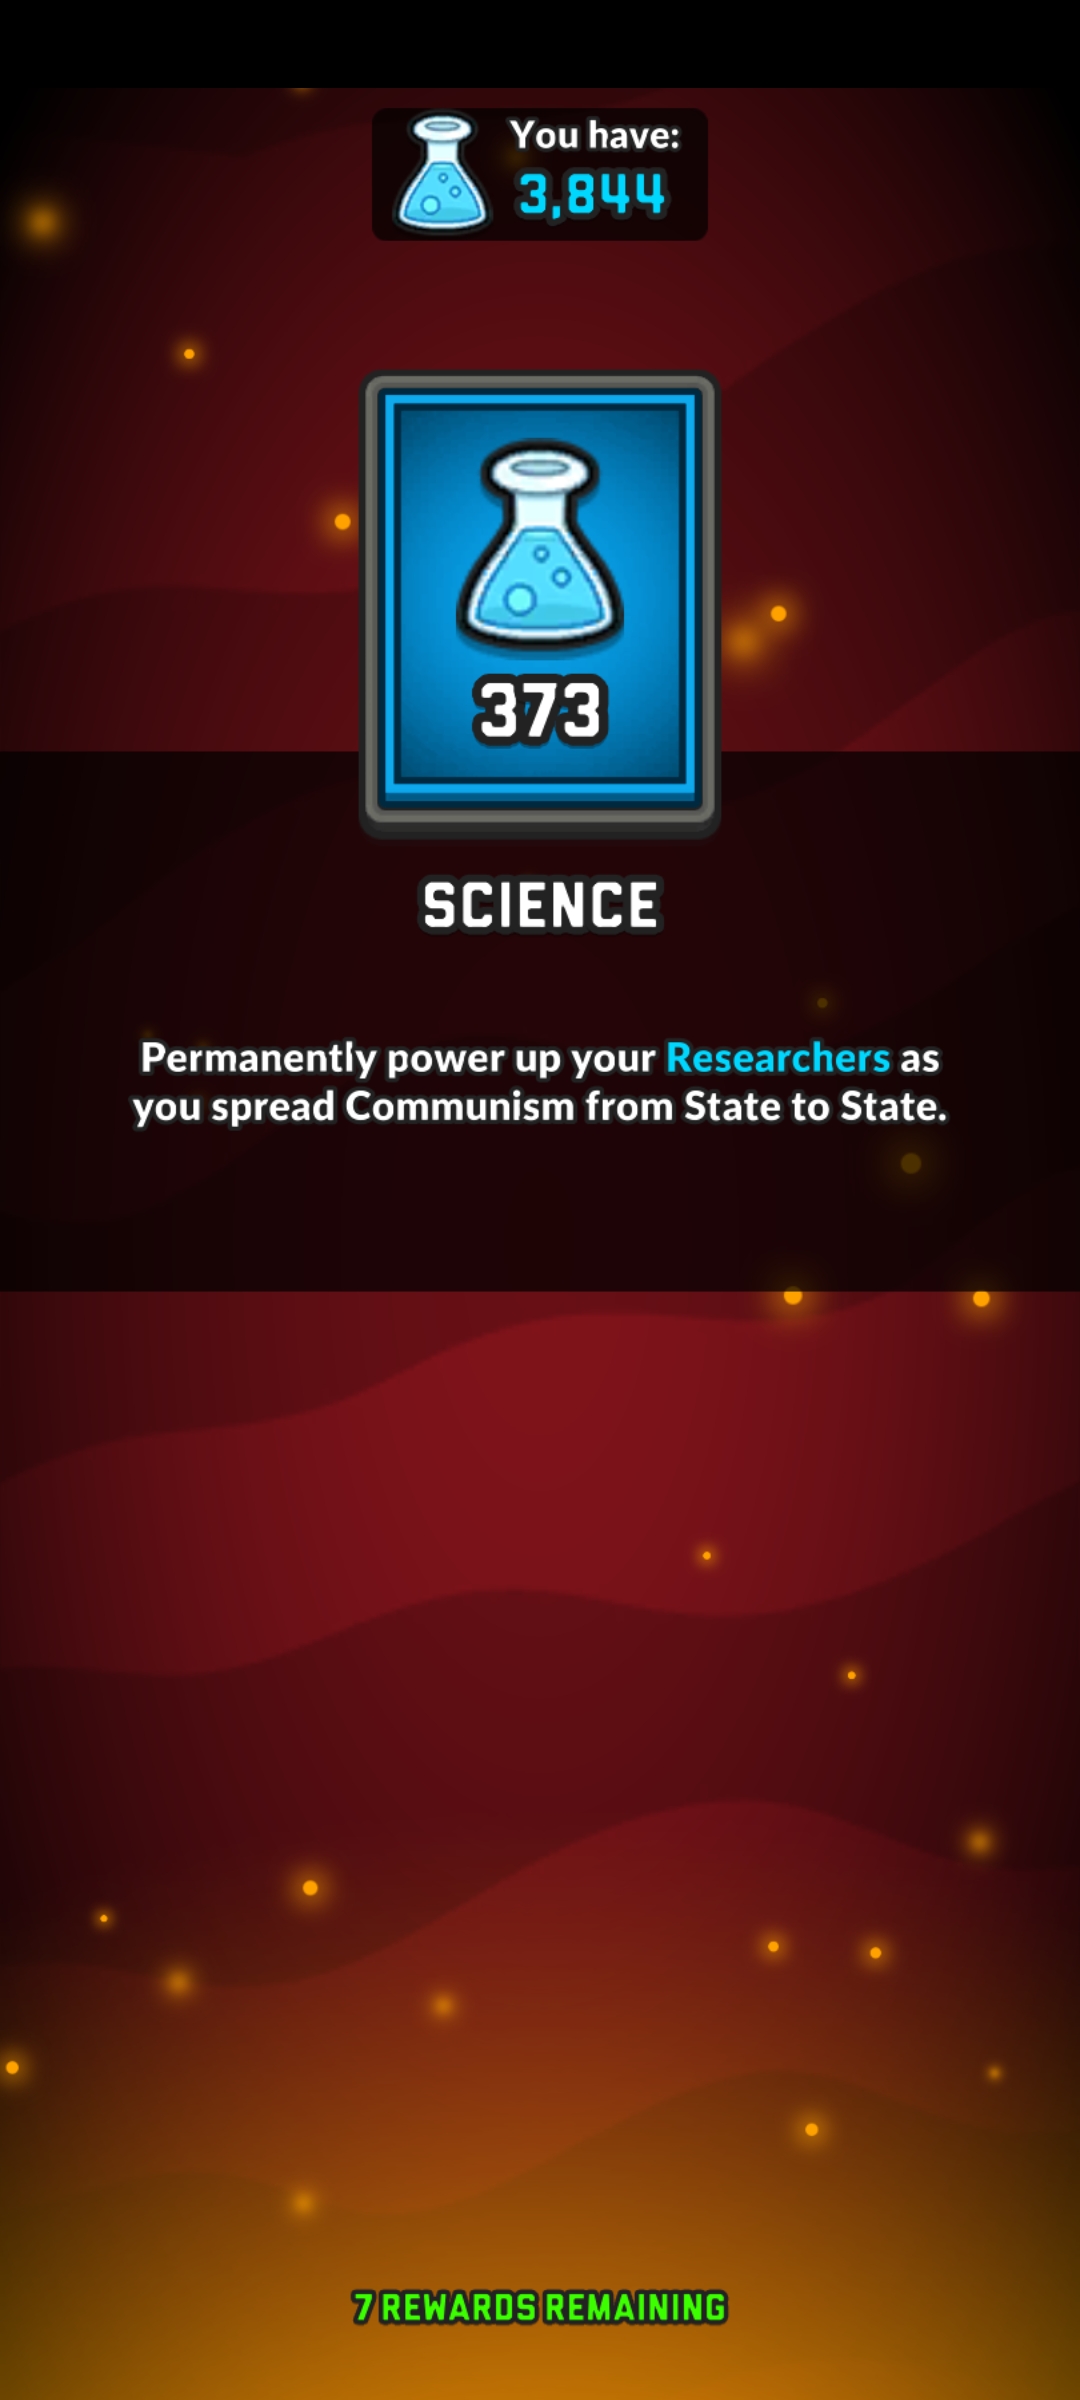 You have:
3,844
373
SCIENCE
Permanently power up your Researchers as
you spread Communism from State to State.
7 REWARDS REMAINING